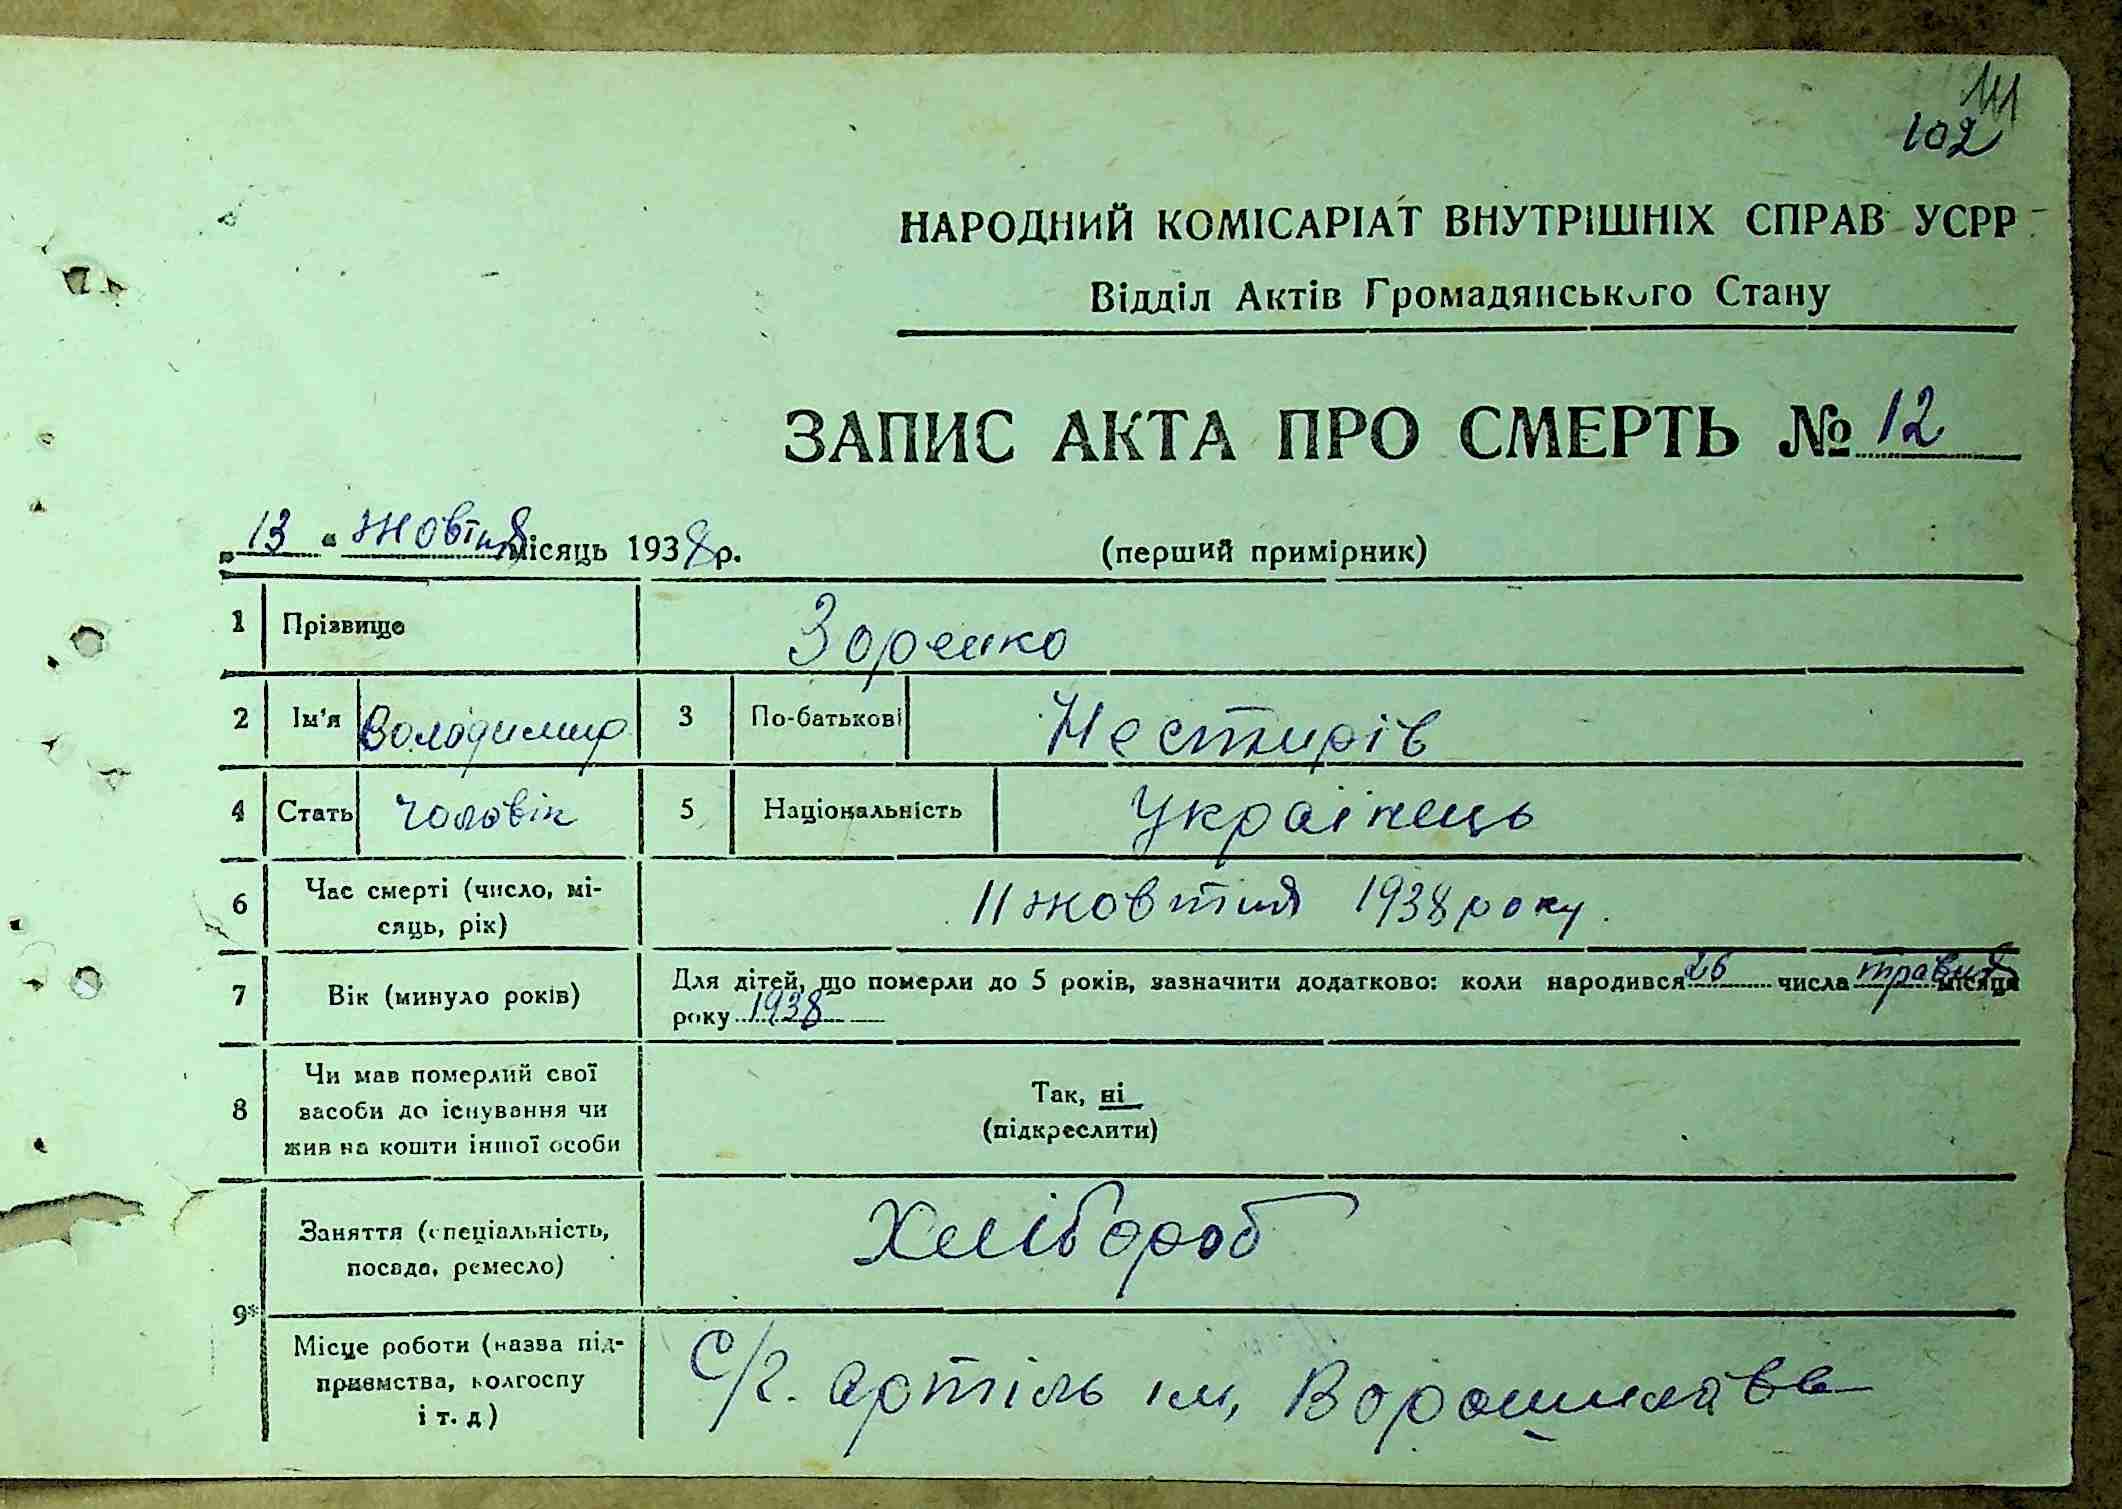 111
102
НАРОДНИЙ КОМІСАРІАТ ВНУТРІШНІХ СПРАВ УСРР
Відділ Актів Громадянського Стану
ЗАПИС АКТА ПРО СМЕРТЬ № 12
„13“ жовтня місяць 1938 р. (перший примірник)
1 Прізвище Зоренко
2 Ім'я Володимир 3 По-батькові Нестирів
4 Стать чоловік 5 Національність Українець
6 Час смерті (число, мі-
сяць, рік) 11 жовтня 1938 року.
7 Вік (минуло років) Для дітей, що померли до 5 років, зазначити додатково: коли народився 26 числа травня місяця
року 1938
8 Чи мав померлий свої
засоби до існування чи
жив на кошти іншої особи
Так, ні
(підкреслити)
9* Заняття (спеціальність,
посада, ремесло) Хлібороб
Місце роботи (назва під-
приємства, колгоспу
і т. д) С/г. артіль ім, Ворошилова